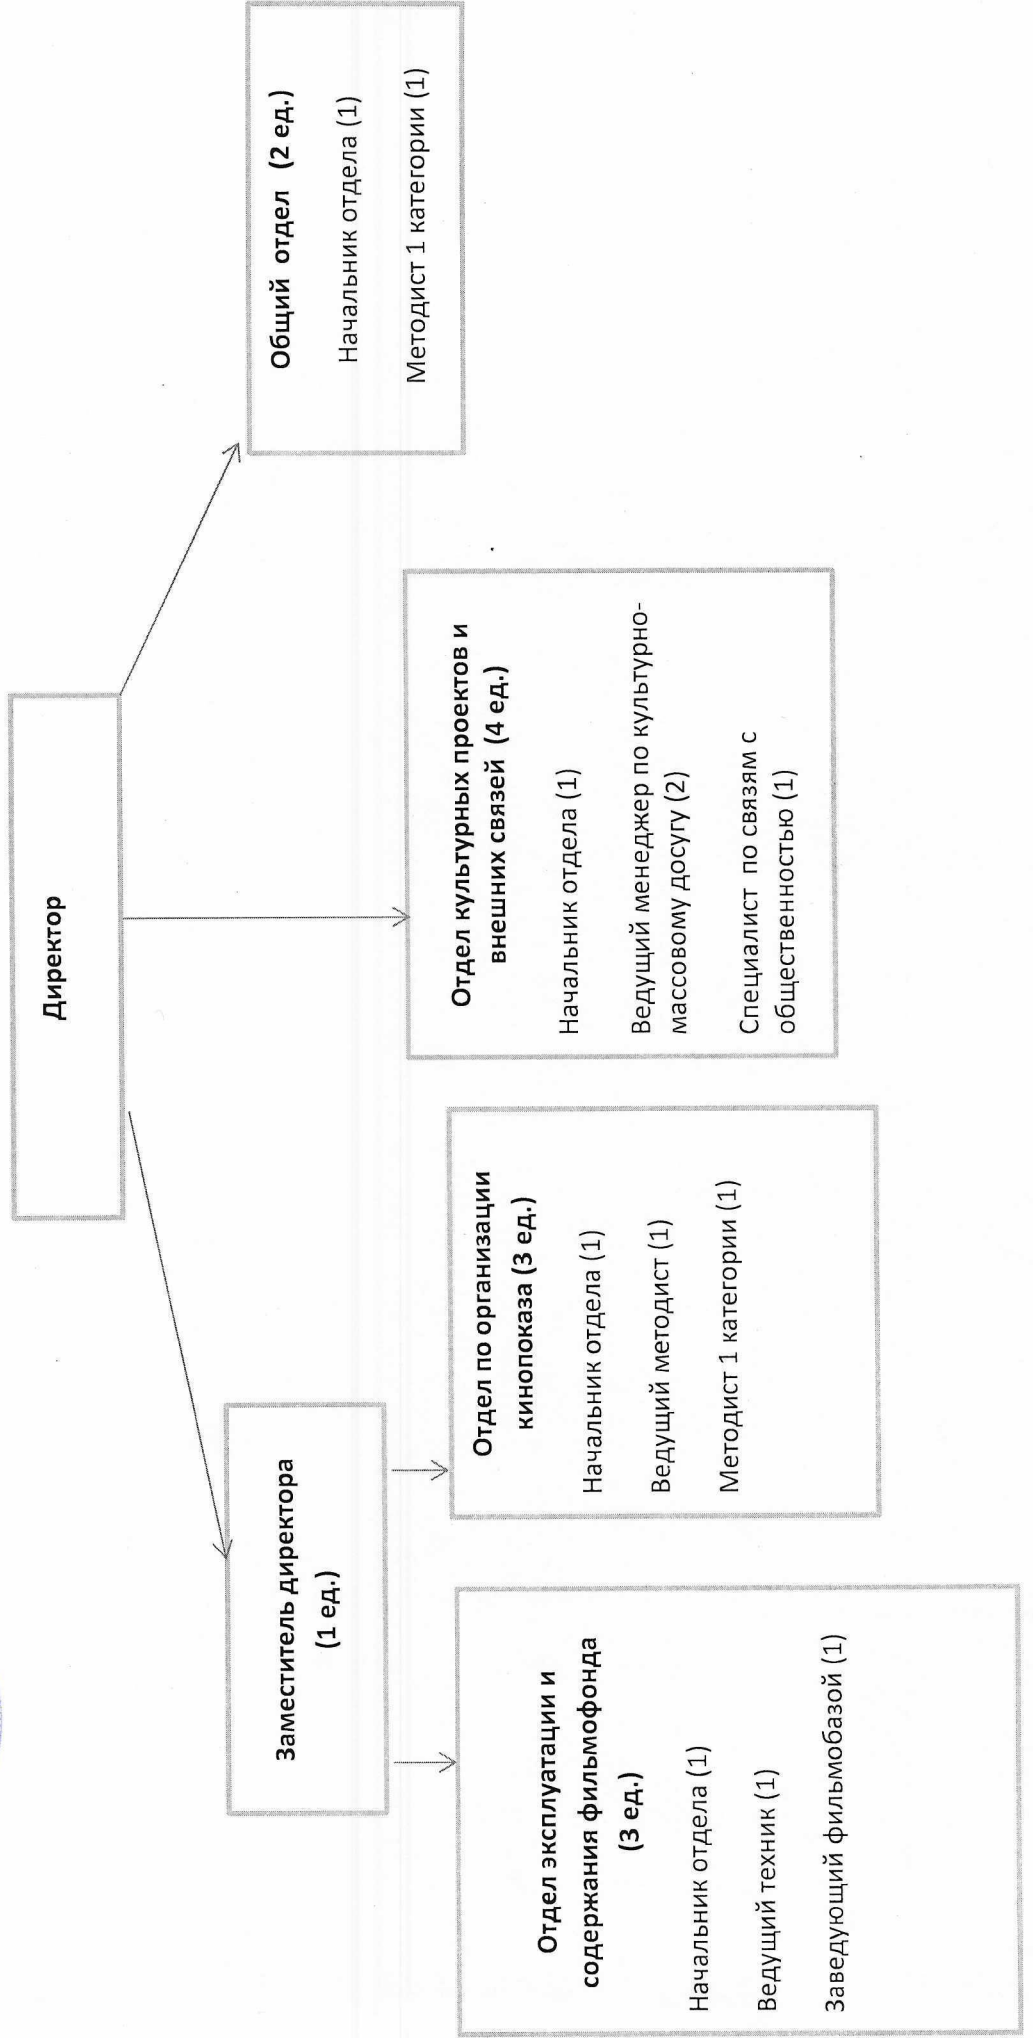 Директор
Заместитель директора
(1 ед.)
Отдел эксплуатации и
содержания фильмофонда
(3 ед.)
Начальник отдела (1)
Ведущий техник (1)
Заведующий фильмобазой (1)
Отдел по организации
кинопоказа (3 ед.)
Начальник отдела (1)
Ведущий методист (1)
Методист 1 категории (1)
Отдел культурных проектов и
внешних связей (4 ед.)
Начальник отдела (1)
Ведущий менеджер по культурно-
массовому досугу (2)
Специалист по связям с
общественностью (1)
Общий отдел (2 ед.)
Начальник отдела (1)
Методист 1 категории (1)